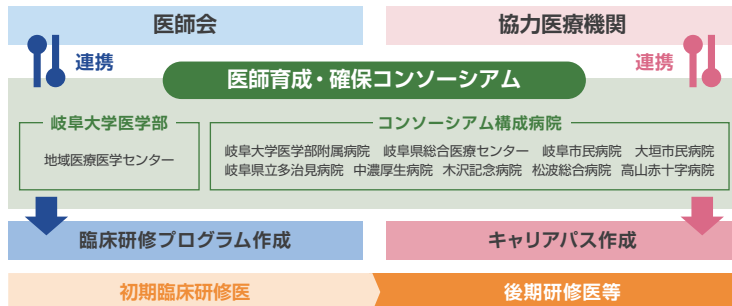 医師会
協力医療機関
連携
連携
医師育成・確保コンソーシアム
岐阜大学医学部
地域医療医学センター
コンソーシアム構成病院
岐阜大学医学部附属病院 岐阜県総合医療センター 岐阜市民病院 大垣市民病院
岐阜県立多治見病院 中濃厚生病院 木沢記念病院 松波総合病院 高山赤十字病院
臨床研修プログラム作成
キャリアパス作成
初期臨床研修医
後期研修医等